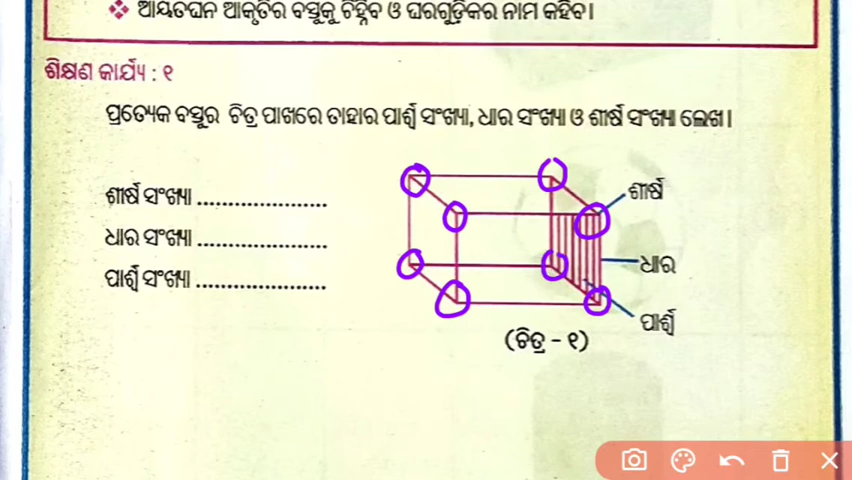 ❖ ଆୟତଘନ ଆକୃତିର ବସ୍ତୁକୁ ଚିହ୍ନିବ ଓ ଘରଗୁଡ଼ିକର ନାମ କହିବ।
ଶିକ୍ଷଣ କାର୍ଯ୍ୟ : ୧
ପ୍ରତ୍ୟେକ ବସ୍ତୁର ଚିତ୍ର ପାଖରେ ତାହାର ପାର୍ଶ୍ୱ ସଂଖ୍ୟା, ଧାର ସଂଖ୍ୟା ଓ ଶୀର୍ଷ ସଂଖ୍ୟା ଲେଖ।
ଶୀର୍ଷ ସଂଖ୍ୟା ......................
ଧାର ସଂଖ୍ୟା ......................
ପାର୍ଶ୍ୱ ସଂଖ୍ୟା ......................
ଶୀର୍ଷ
ଧାର
ପାର୍ଶ୍ୱ
(ଚିତ୍ର - ୧)